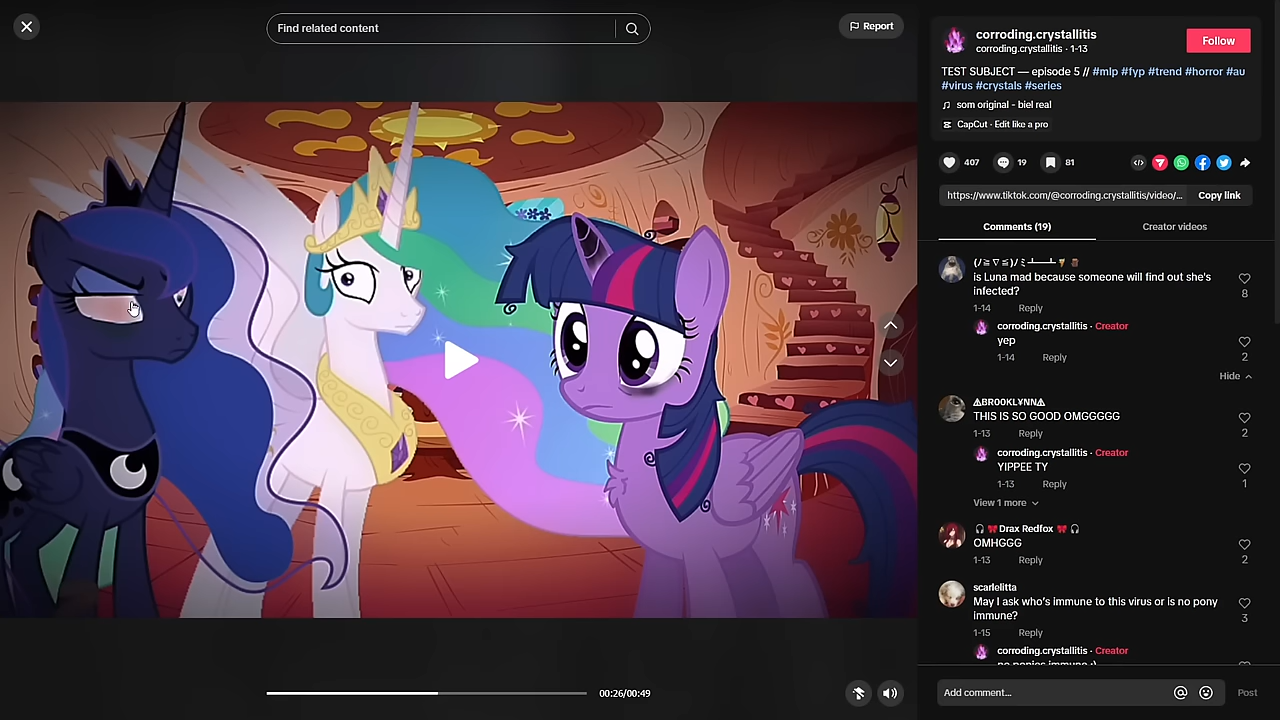 Find related content
Report
corroding.crystallitis
corroding.crystallitis · 1-13
Follow
TEST SUBJECT — episode 5 // #mlp #fyp #trend #horror #au
#virus #crystals #series
som original - biel real
CapCut · Edit like a pro
407
19
81
https://www.tiktok.com/@corroding.crystallitis/video/...
Copy link
Comments (19)
Creator videos
is Luna mad because someone will find out she's
infected?
8
1-14 Reply
corroding.crystallitis · Creator
yep
2
1-14 Reply
Hide
⚠BR00KL¥NN⚠
THIS IS SO GOOD OMGGGGG
2
1-13 Reply
corroding.crystallitis · Creator
YIPPEE TY
1
1-13 Reply
View 1 more
🎧 🎀Drax Redfox 🎀 🎧
OMHGGG
2
1-13 Reply
scarlelitta
May I ask who's immune to this virus or is no pony
immune?
3
1-15 Reply
corroding.crystallitis · Creator
no ponies immune :)
00:26/00:49
Add comment...
Post